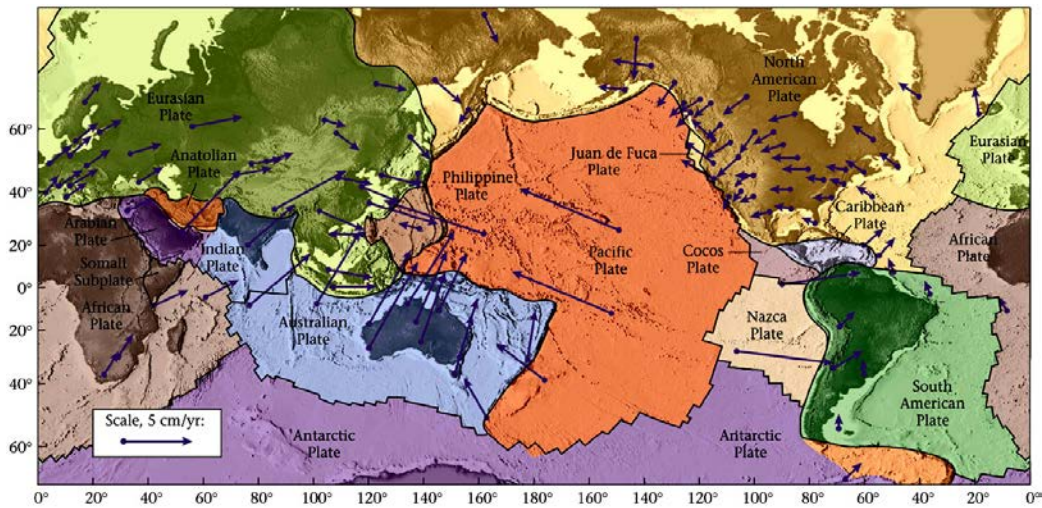 60°
40°
20°
0°
20°
40°
60°
Eurasian
Plate
Anatolian
Plate
Arabian
Plate
Somali
Subplate
African
Plate
Indian
Plate
Australian
Plate
Philippine
Plate
Pacific
Plate
Juan de Fuca
Plate
North
American
Plate
Caribbean
Plate
Cocos
Plate
Nazca
Plate
South
American
Plate
Eurasian
Plate
African
Plate
Antarctic
Plate
Antarctic
Plate
Scale, 5 cm/yr:
0° 20° 40° 60° 80° 100° 120° 140° 160° 180° 160° 140° 120° 100° 80° 60° 40° 20° 0°